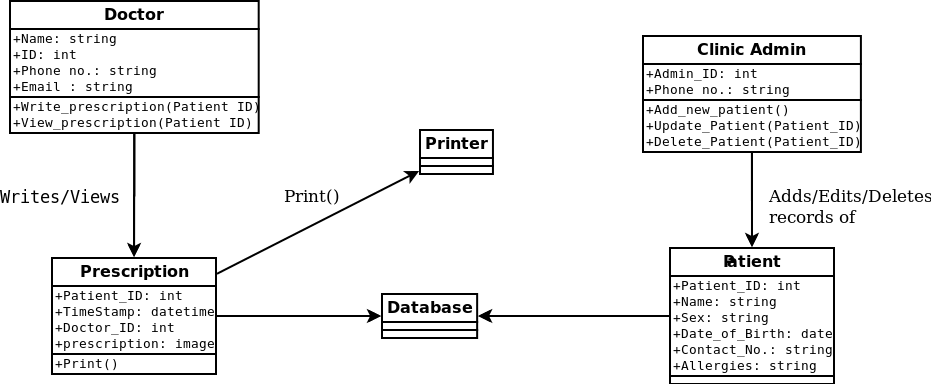 Doctor
+Name: string
+ID: int
+Phone no.: string
+Email : string
+Write_prescription(Patient ID)
+View_prescription(Patient ID)
Clinic Admin
+Admin_ID: int
+Phone no.: string
+Add_new_patient()
+Update_Patient(Patient_ID)
+Delete_Patient(Patient_ID)
Printer
Writes/Views
Print()
Adds/Edits/Deletes
records of
Prescription
+Patient_ID: int
+TimeStamp: datetime
+Doctor_ID: int
+prescription: image
+Print()
Database
Patient
+Patient_ID: int
+Name: string
+Sex: string
+Date_of_Birth: date
+Contact_No.: string
+Allergies: string